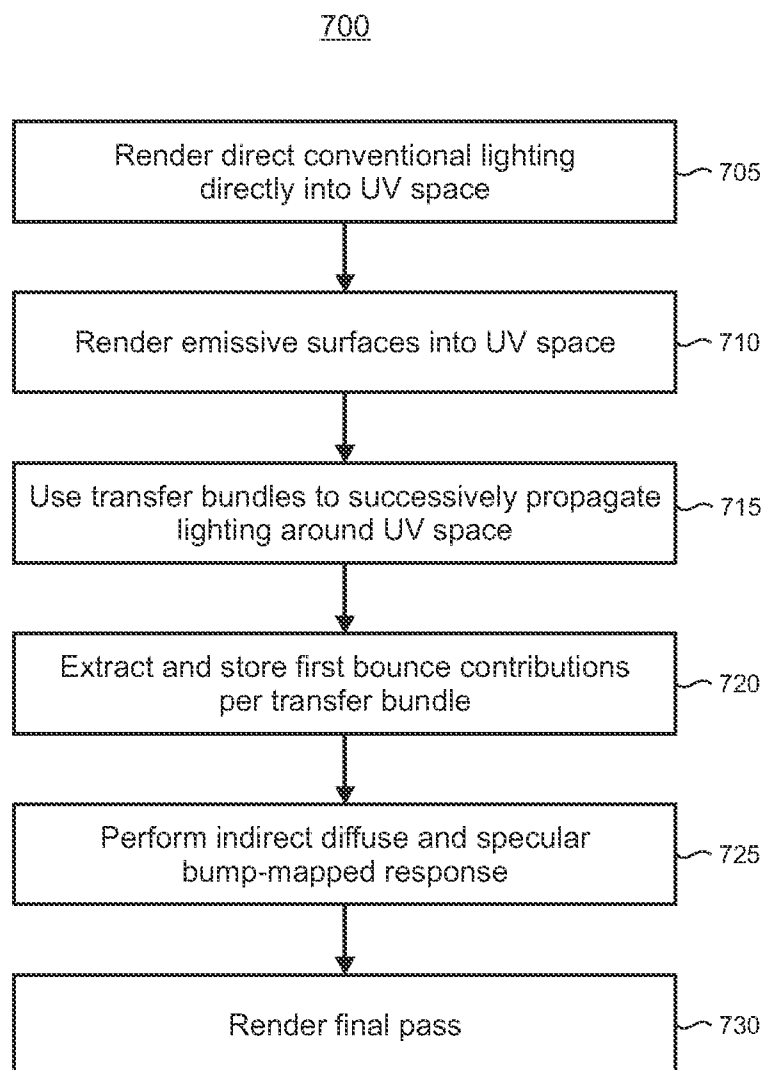 700
Render direct conventional lighting
directly into UV space
705
Render emissive surfaces into UV space
710
Use transfer bundles to successively propagate
lighting around UV space
715
Extract and store first bounce contributions
per transfer bundle
720
Perform indirect diffuse and specular
bump-mapped response
725
Render final pass
730